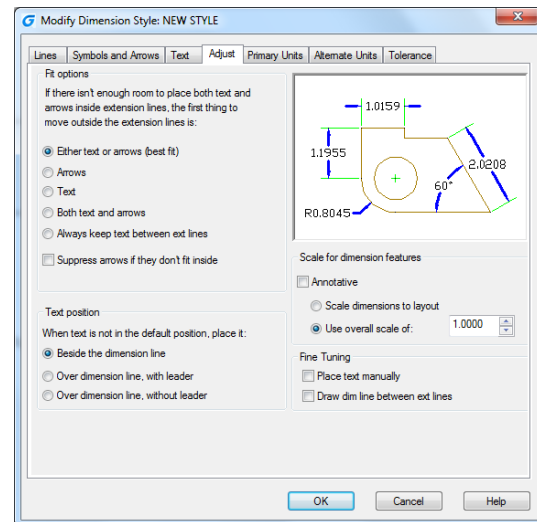 Modify Dimension Style: NEW STYLE
Lines Symbols and Arrows Text Adjust Primary Units Alternate Units Tolerance
Fit options
If there isn't enough room to place both text and
arrows inside extension lines, the first thing to
move outside the extension lines is:
Either text or arrows (best fit)
Arrows
Text
Both text and arrows
Always keep text between ext lines
Suppress arrows if they don't fit inside
Text position
When text is not in the default position, place it:
Beside the dimension line
Over dimension line, with leader
Over dimension line, without leader
1.0159
1.1955
2.0208
60°
R0.8045
Scale for dimension features
Annotative
Scale dimensions to layout
Use overall scale of: 1.0000
Fine Tuning
Place text manually
Draw dim line between ext lines
OK Cancel Help